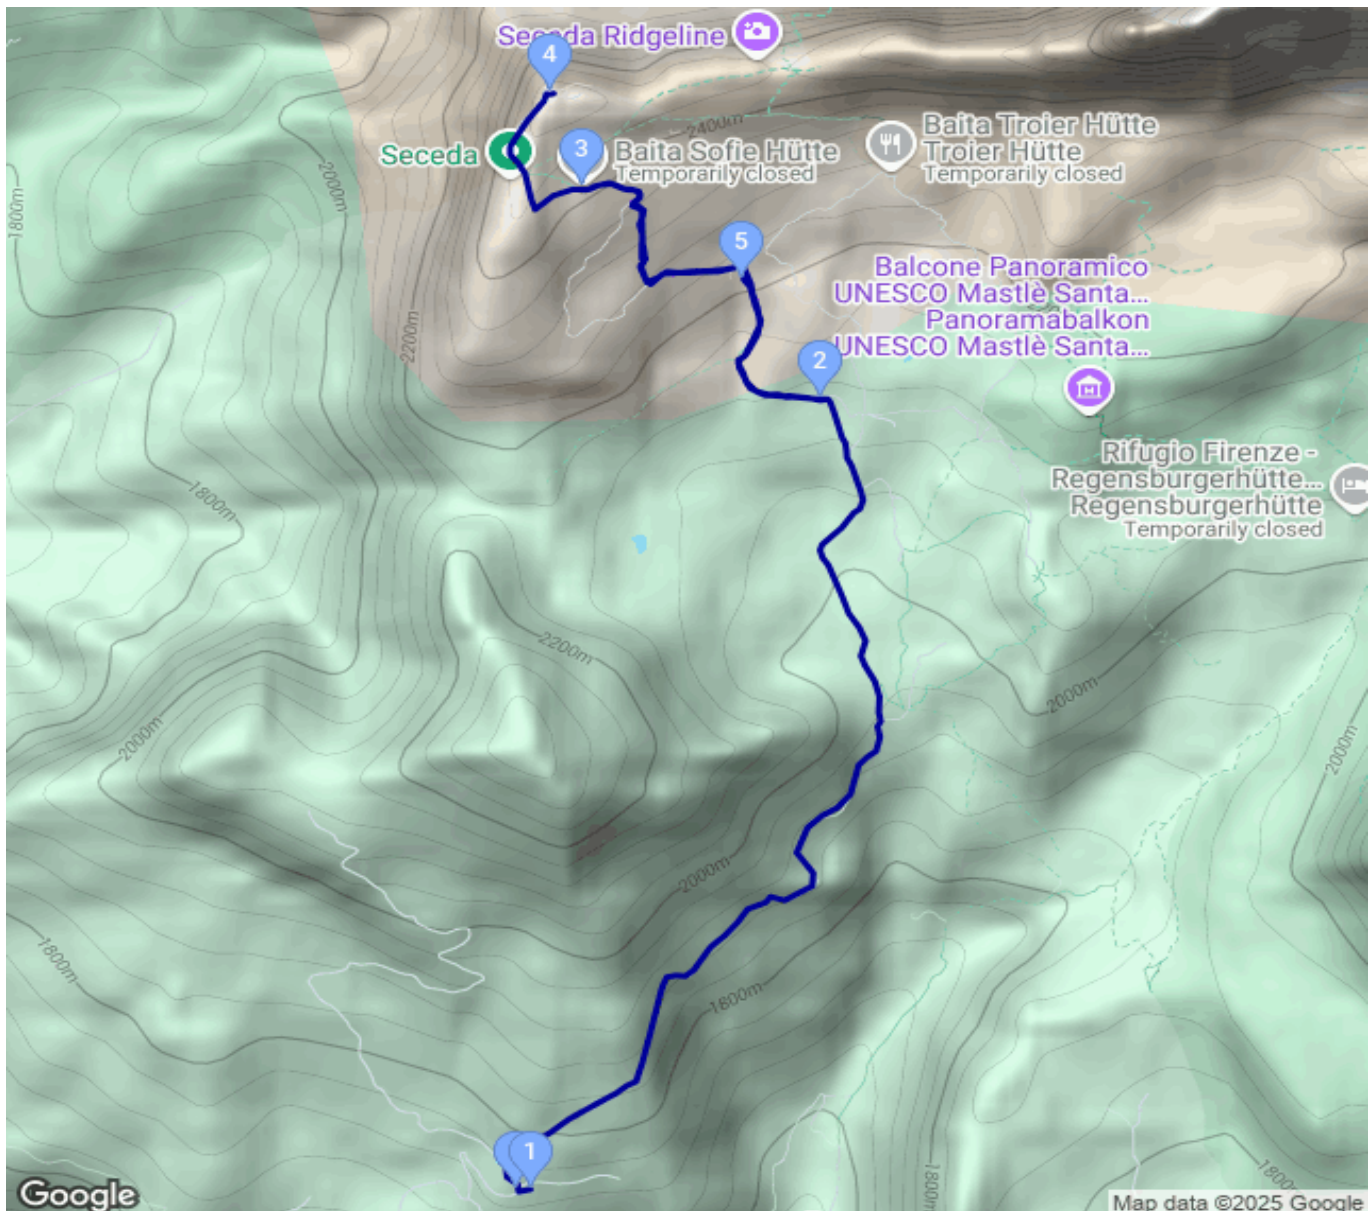 Seceda Ridgeline
4
2400m
Baita Troier Hütte
Troier Hütte
Temporarily closed
Seceda
3
Baita Sofie Hütte
Temporarily closed
2000m
1800m
5
Balcone Panoramico
UNESCO Mastlè Santa...
Panoramabalkon
UNESCO Mastlè Santa...
2200m
2
Rifugio Firenze -
Regensburgerhütte...
Regensburgerhütte
Temporarily closed
1800m
2200m
2000m
2000m
2000m
2000m
1800m
1800m
1
1800m
1800m
Google
Map data ©2025 Google